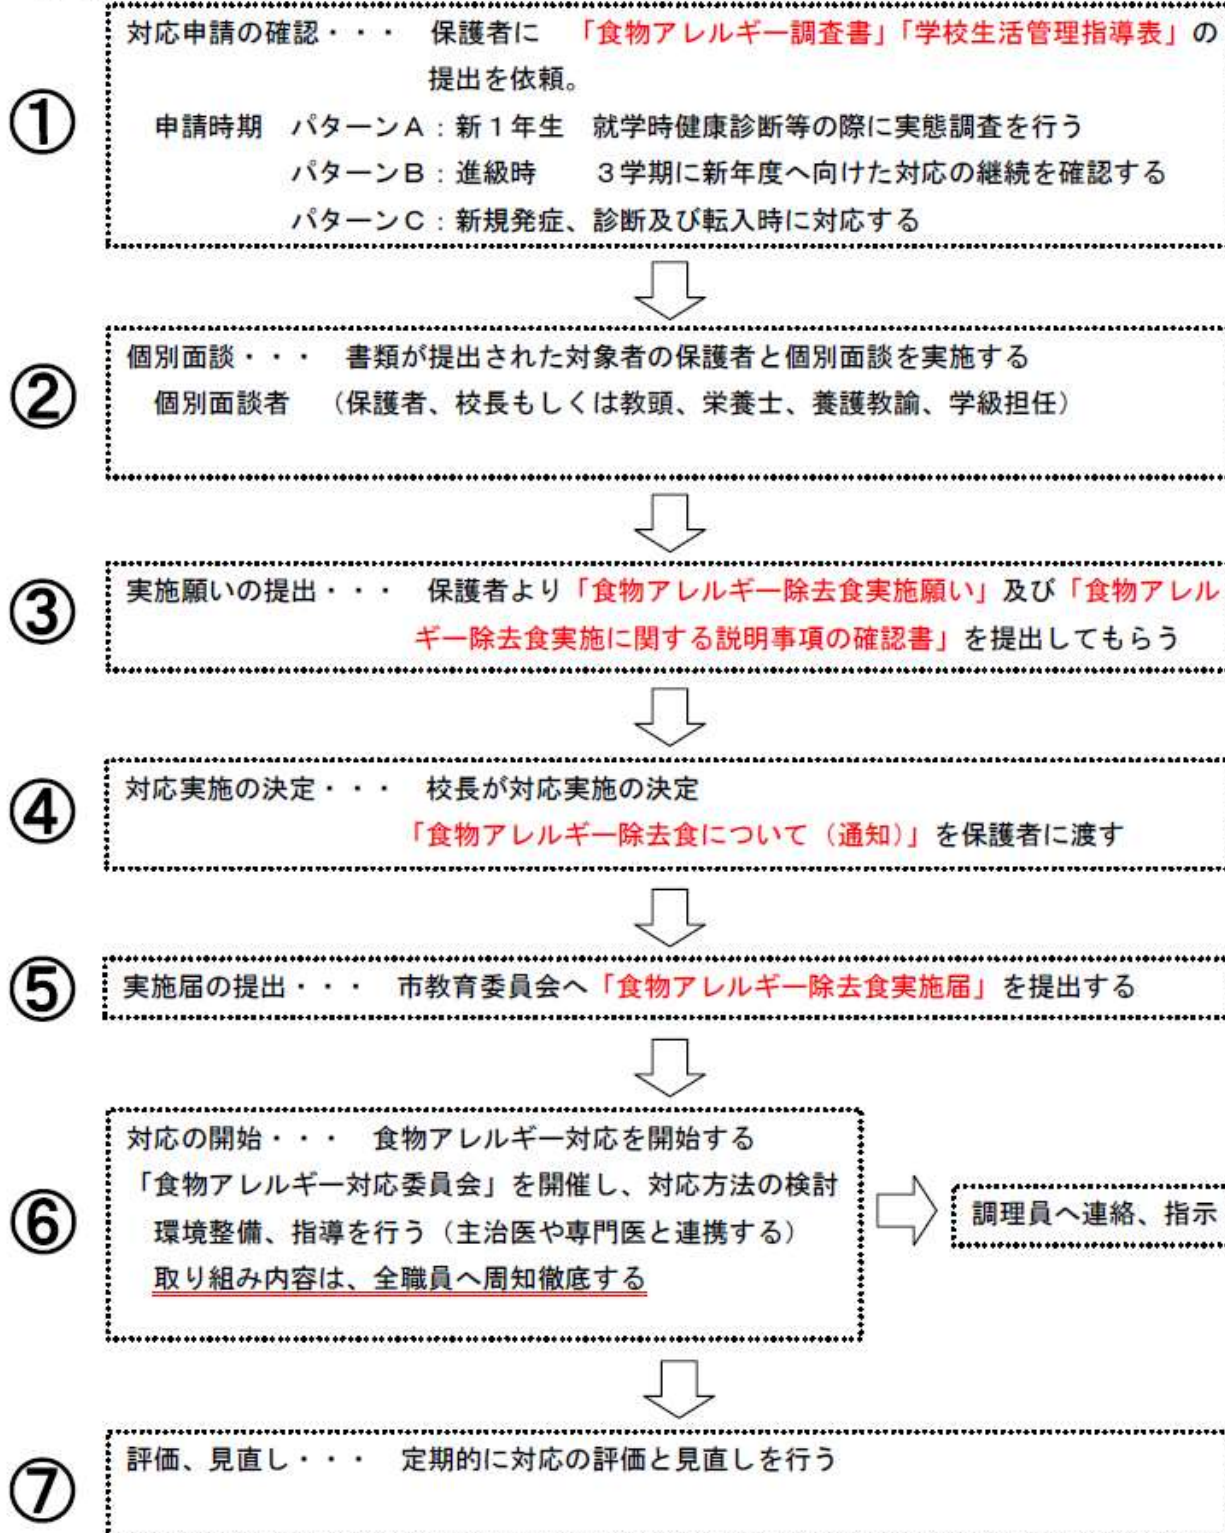 ①
対応申請の確認・・・　保護者に　「食物アレルギー調査書」「学校生活管理指導表」の
提出を依頼。
申請時期　パターンＡ：新１年生　就学時健康診断等の際に実態調査を行う
パターンＢ：進級時　　３学期に新年度へ向けた対応の継続を確認する
パターンＣ：新規発症、診断及び転入時に対応する
②
個別面談・・・　書類が提出された対象者の保護者と個別面談を実施する
個別面談者　（保護者、校長もしくは教頭、栄養士、養護教諭、学級担任）
③
実施願いの提出・・・　保護者より「食物アレルギー除去食実施願い」及び「食物アレル
ギー除去食実施に関する説明事項の確認書」を提出してもらう
④
対応実施の決定・・・　校長が対応実施の決定
「食物アレルギー除去食について（通知）」を保護者に渡す
⑤
実施届の提出・・・　市教育委員会へ「食物アレルギー除去食実施届」を提出する
⑥
対応の開始・・・　食物アレルギー対応を開始する
「食物アレルギー対応委員会」を開催し、対応方法の検討
環境整備、指導を行う（主治医や専門医と連携する）
取り組み内容は、全職員へ周知徹底する
調理員へ連絡、指示
⑦
評価、見直し・・・　定期的に対応の評価と見直しを行う